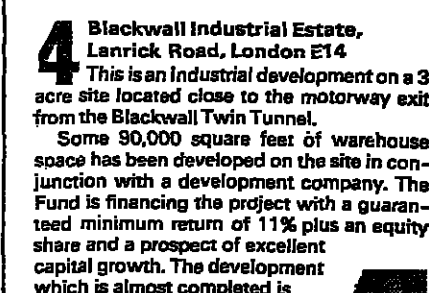 4 Blackwall Industrial Estate,
Lanrick Road, London E14
This is an industrial development on a 3
acre site located close to the motorway exit
from the Blackwall Twin Tunnel.
Some 90,000 square feet of warehouse
space has been developed on the site in con-
junction with a development company. The
Fund is financing the project with a guaran-
teed minimum return of 11% plus an equity
share and a prospect of excellent
capital growth. The development
which is almost completed is